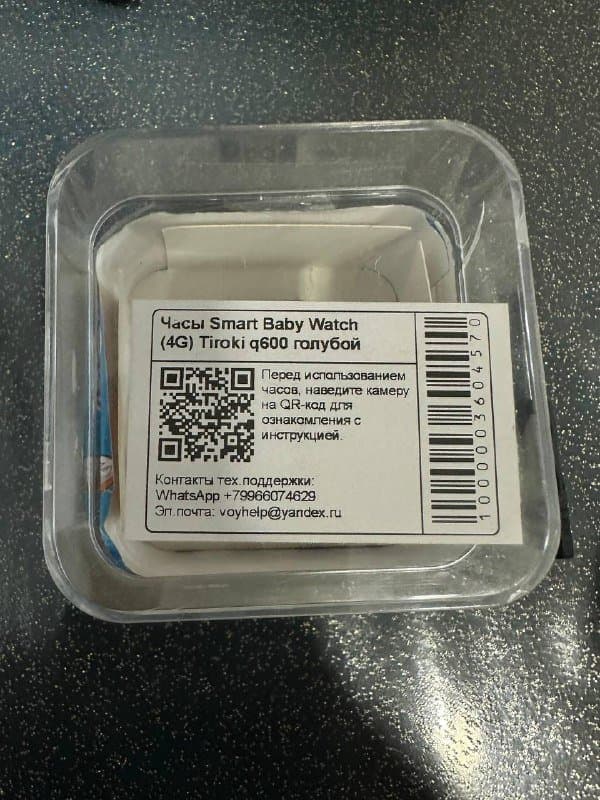 Часы Smart Baby Watch
(4G) Tiroki q600 голубой
Перед использованием
часов, наведите камеру
на QR-код для
ознакомления с
инструкцией.
Контакты тех.поддержки:
WhatsApp +79966074629
Эл.почта: voyhelp@yandex.ru
1000003604570